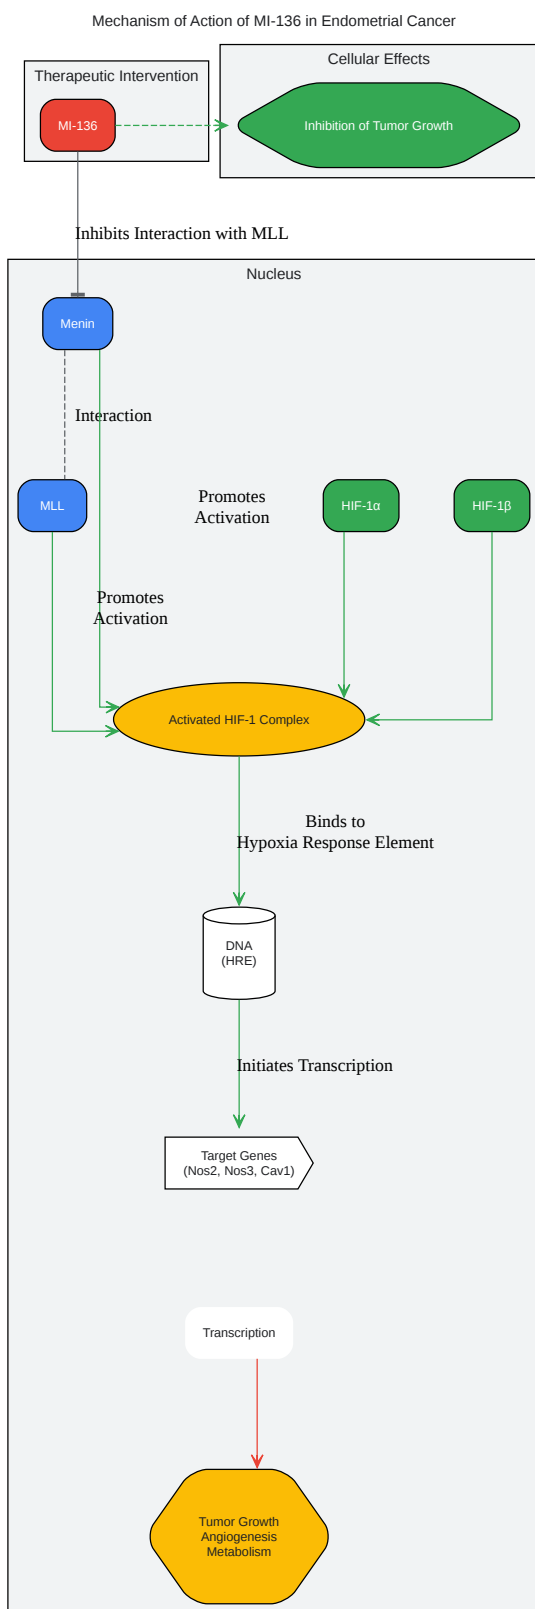 Mechanism of Action of MI-136 in Endometrial Cancer
Therapeutic Intervention
Cellular Effects
MI-136
Inhibition of Tumor Growth
Inhibits Interaction with MLL
Nucleus
Menin
Interaction
MLL
Promotes
Activation
HIF-1α
HIF-1β
Promotes
Activation
Activated HIF-1 Complex
Binds to
Hypoxia Response Element
DNA
(HRE)
Initiates Transcription
Target Genes
(Nos2, Nos3, Cav1)
Transcription
Tumor Growth
Angiogenesis
Metabolism